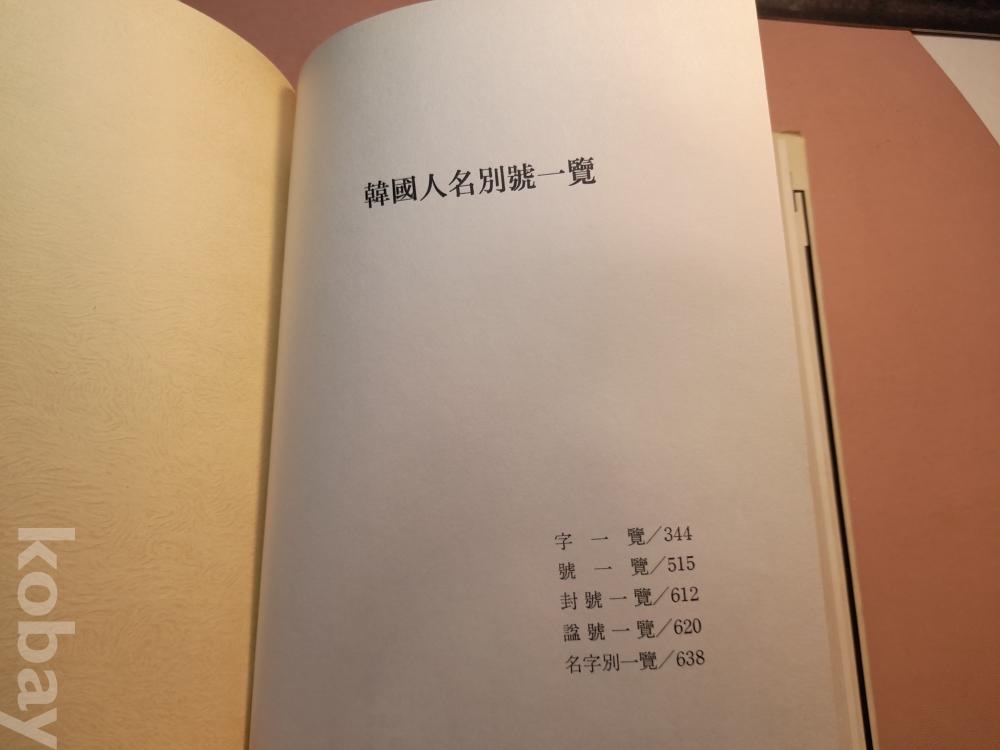 韓國人名別號一覽
字 一 覽/344
號 一 覽/515
封號一覽/612
諡號一覽/620
名字別一覽/638
kobay